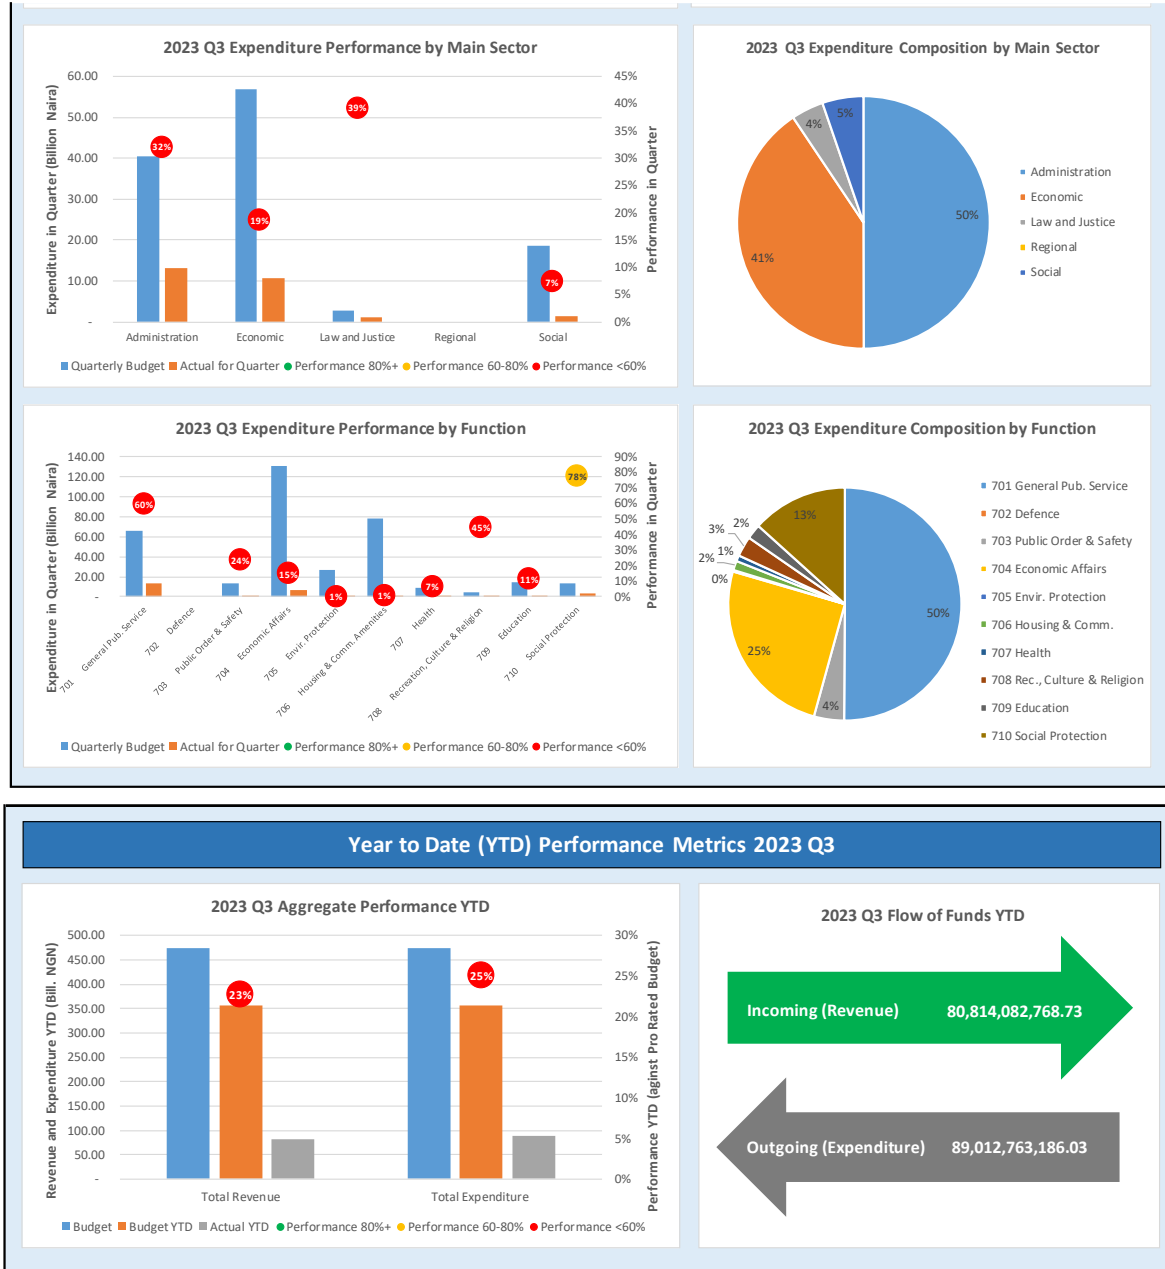 2023 Q3 Expenditure Performance by Main Sector
60.00
50.00
40.00
30.00
20.00
10.00
-
Expenditure in Quarter (Billion Naira)
45%
40%
35%
30%
25%
20%
15%
10%
5%
0%
Performance in Quarter
32%
19%
39%
7%
Administration
Economic
Law and Justice
Regional
Social
Quarterly Budget
Actual for Quarter
Performance 80%+
Performance 60-80%
Performance <60%
2023 Q3 Expenditure Composition by Main Sector
50%
41%
4%
5%
Administration
Economic
Law and Justice
Regional
Social
2023 Q3 Expenditure Performance by Function
140.00
120.00
100.00
80.00
60.00
40.00
20.00
-
Expenditure in Quarter (Billion Naira)
90%
80%
70%
60%
50%
40%
30%
20%
10%
0%
Performance in Quarter
60%
24%
15%
1%
1%
7%
45%
11%
78%
701 General Pub. Service
702 Defence
703 Public Order & Safety
704 Economic Affairs
705 Envir. Protection
706 Housing & Comm. Amenities
707 Health
708 Recreation, Culture & Religion
709 Education
710 Social Protection
Quarterly Budget
Actual for Quarter
Performance 80%+
Performance 60-80%
Performance <60%
2023 Q3 Expenditure Composition by Function
50%
4%
25%
0%
2%
1%
3%
2%
13%
701 General Pub. Service
702 Defence
703 Public Order & Safety
704 Economic Affairs
705 Envir. Protection
706 Housing & Comm.
707 Health
708 Rec., Culture & Religion
709 Education
710 Social Protection
Year to Date (YTD) Performance Metrics 2023 Q3
2023 Q3 Aggregate Performance YTD
500.00
450.00
400.00
350.00
300.00
250.00
200.00
150.00
100.00
50.00
-
Revenue and Expenditure YTD (Bill. NGN)
30%
25%
20%
15%
10%
5%
0%
Performance YTD (aginst Pro Rated Budget)
23%
25%
Total Revenue
Total Expenditure
Budget
Budget YTD
Actual YTD
Performance 80%+
Performance 60-80%
Performance <60%
2023 Q3 Flow of Funds YTD
Incoming (Revenue) 80,814,082,768.73
Outgoing (Expenditure) 89,012,763,186.03